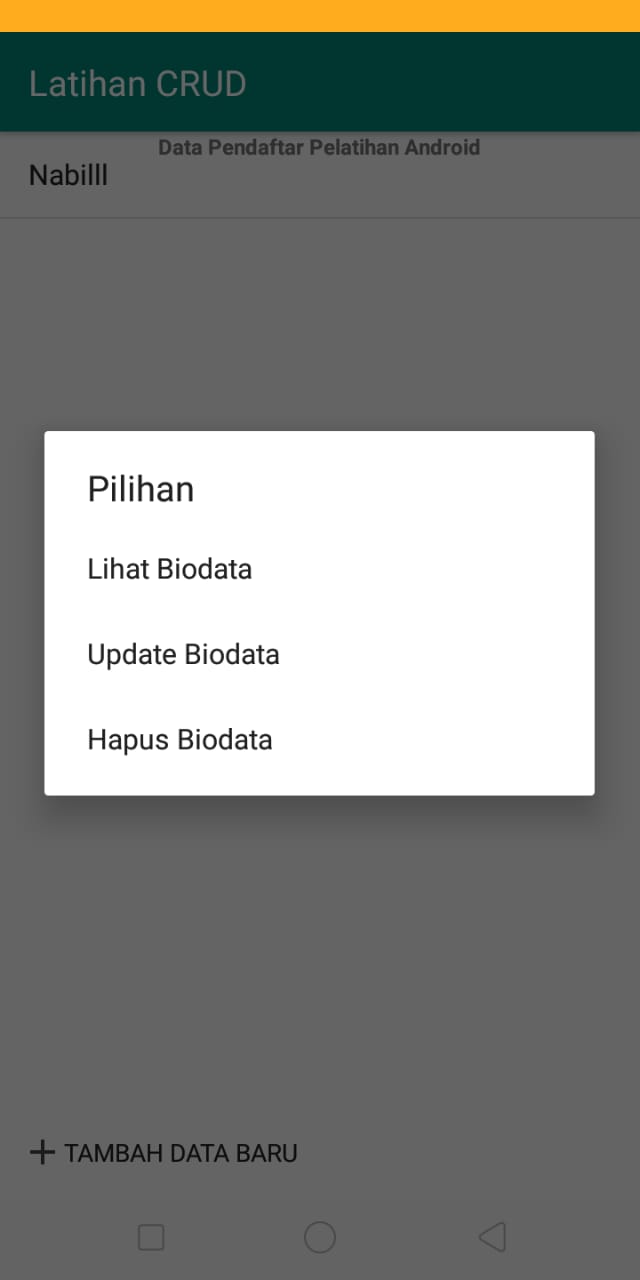 Latihan CRUD
Data Pendaftar Pelatihan Android
Nabilll
Pilihan
Lihat Biodata
Update Biodata
Hapus Biodata
+ TAMBAH DATA BARU